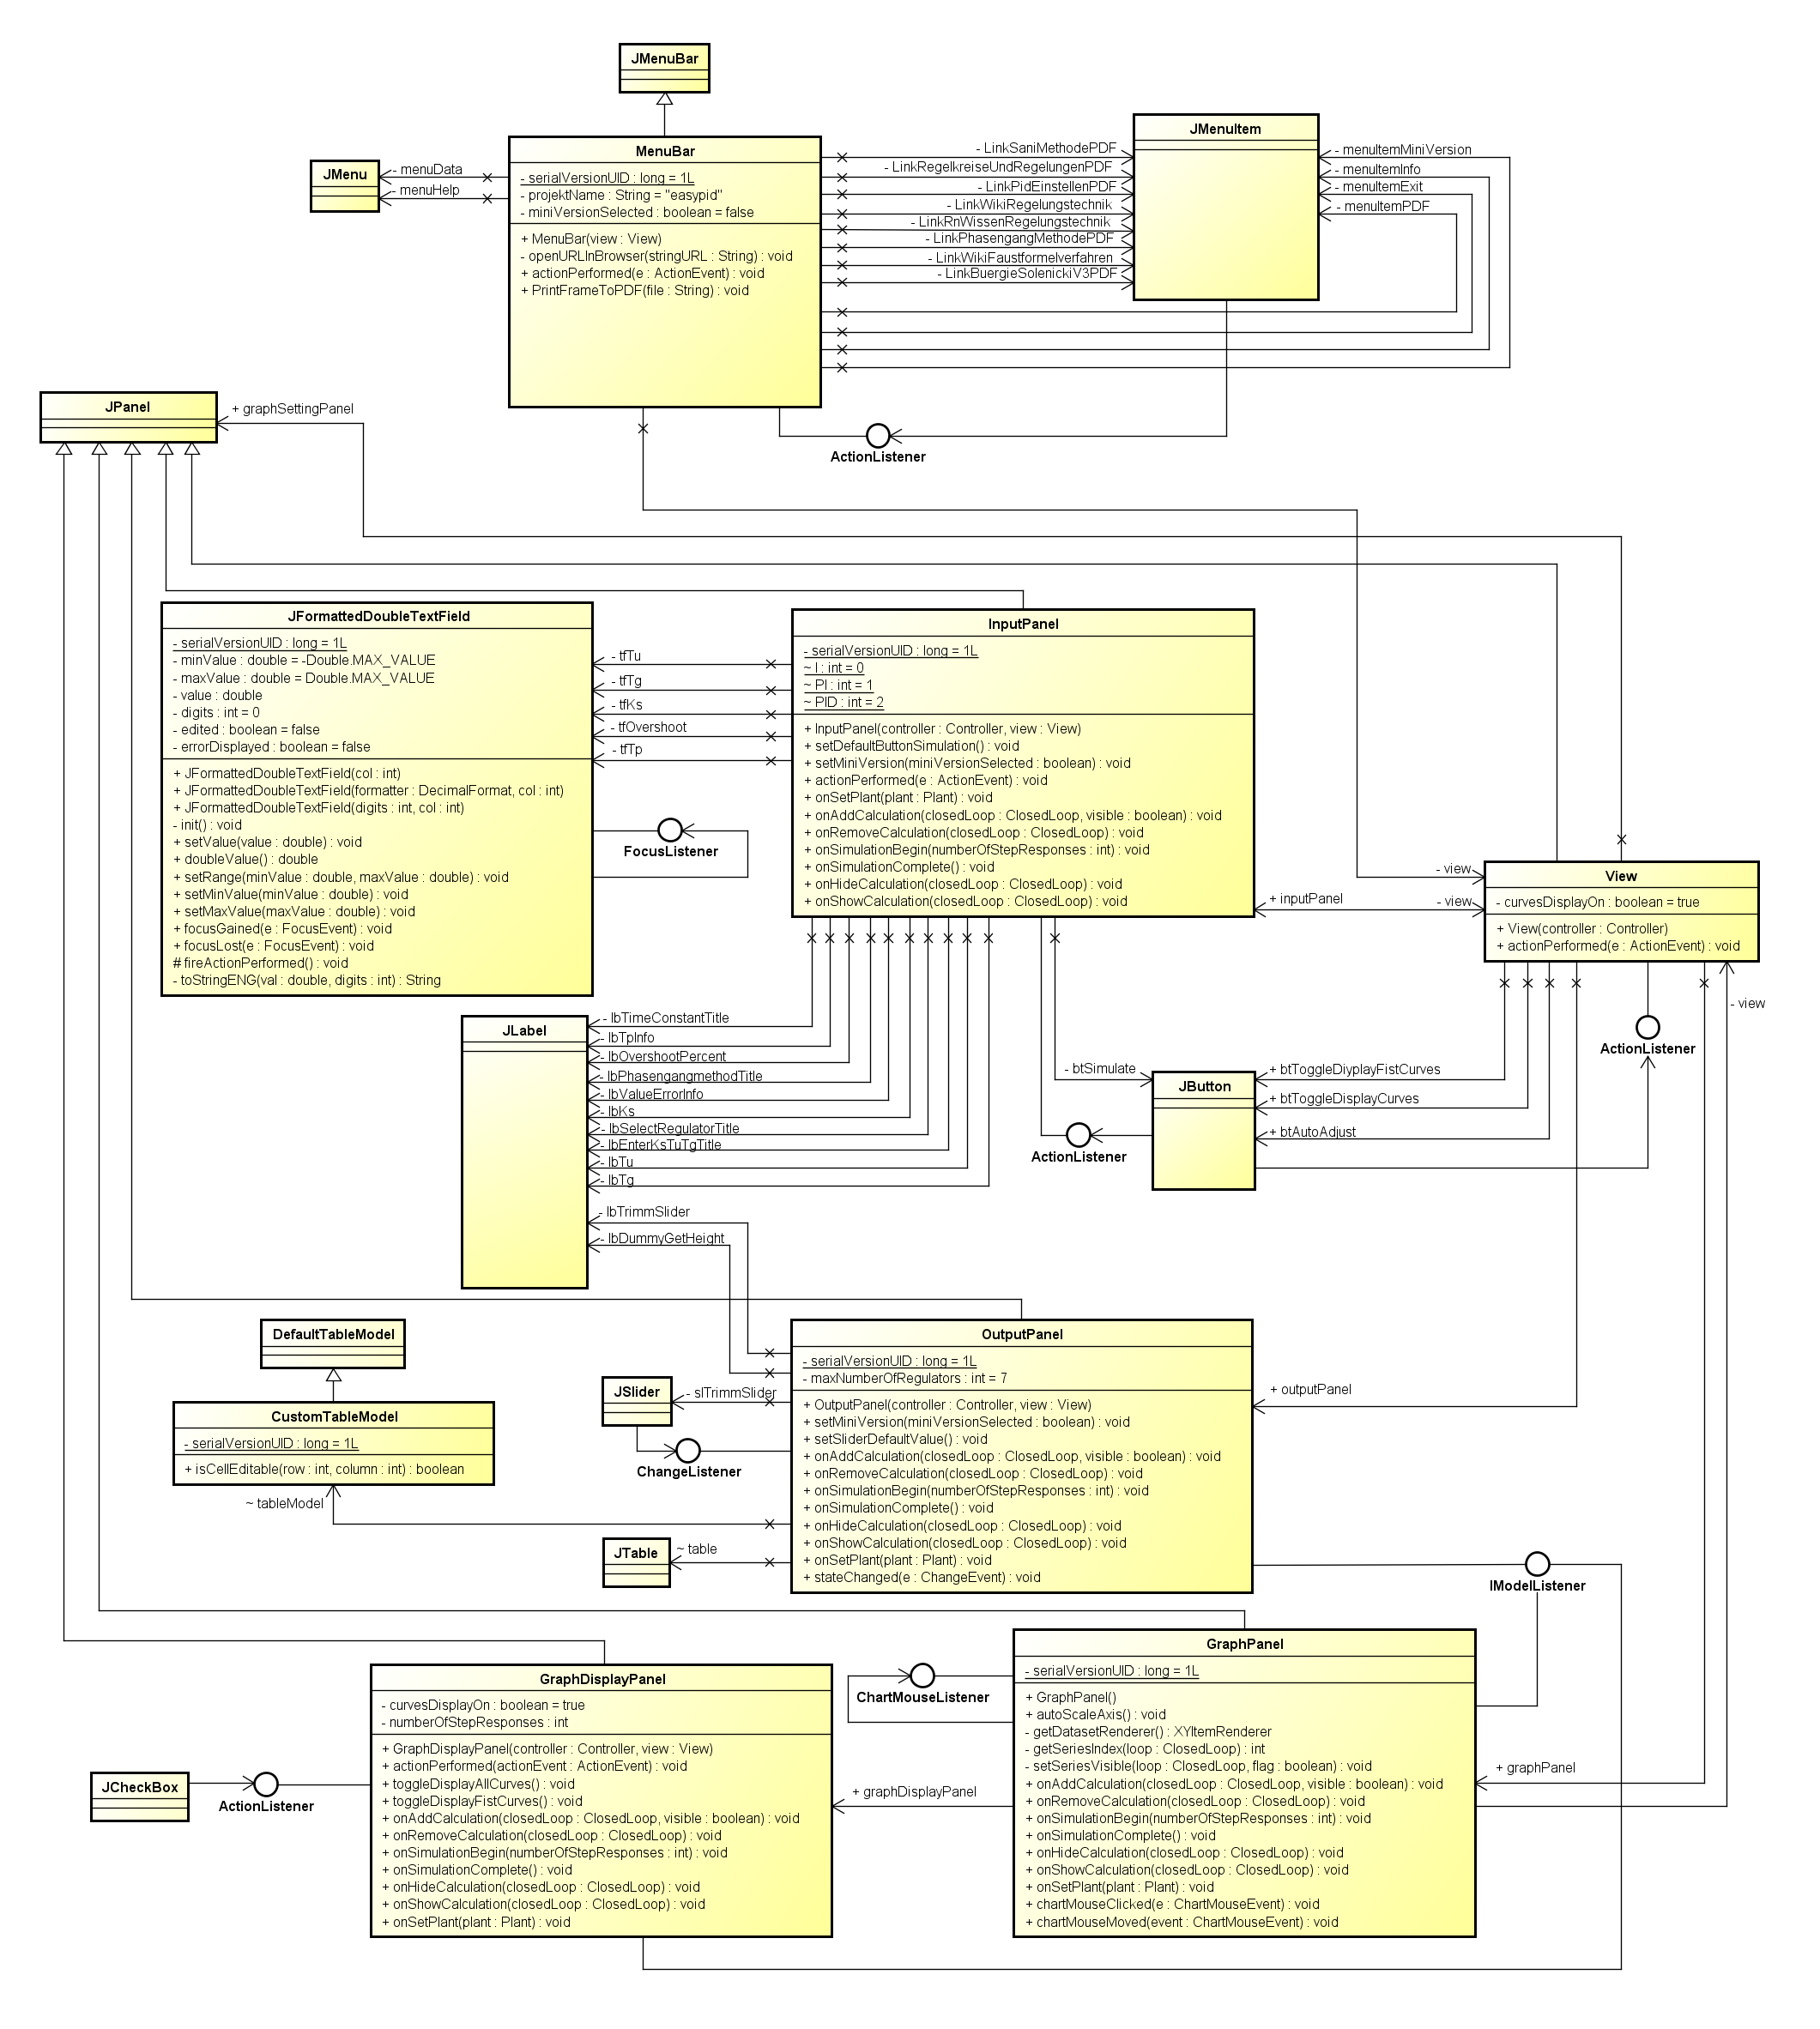 JMenuBar
MenuBar
- serialVersionUID : long = 1L
- projektName : String = "easypid"
- miniVersionSelected : boolean = false
+ MenuBar(view : View)
- openURLInBrowser(stringURL : String) : void
+ actionPerformed(e : ActionEvent) : void
+ PrintFrameToPDF(file : String) : void
JMenu
- menuData
- menuHelp
- LinkSaniMethodePDF
- LinkRegelkreiseUndRegelungenPDF
- LinkPidEinstellenPDF
- LinkWikiRegelungstechnik
- LinkRnWissenRegelungstechnik
- LinkPhasengangMethodePDF
- LinkWikiFaustformelverfahren
- LinkBuergieSolenickiV3PDF
JMenuItem
- menuItemMiniVersion
- menuItemInfo
- menuItemExit
- menuItemPDF
ActionListener
JPanel
+ graphSettingPanel
JFormattedDoubleTextField
- serialVersionUID : long = 1L
- minValue : double = -Double.MAX_VALUE
- maxValue : double = Double.MAX_VALUE
- value : double
- digits : int = 0
- edited : boolean = false
- errorDisplayed : boolean = false
+ JFormattedDoubleTextField(col : int)
+ JFormattedDoubleTextField(formatter : DecimalFormat, col : int)
+ JFormattedDoubleTextField(digits : int, col : int)
- init() : void
+ setValue(value : double) : void
+ doubleValue() : double
+ setRange(minValue : double, maxValue : double) : void
+ setMinValue(minValue : double) : void
+ setMaxValue(maxValue : double) : void
+ focusGained(e : FocusEvent) : void
+ focusLost(e : FocusEvent) : void
# fireActionPerformed() : void
- toStringENG(val : double, digits : int) : String
- tfTu
- tfTg
- tfKs
- tfOvershoot
- tfTp
FocusListener
InputPanel
- serialVersionUID : long = 1L
~ I : int = 0
~ PI : int = 1
~ PID : int = 2
+ InputPanel(controller : Controller, view : View)
+ setDefaultButtonSimulation() : void
+ setMiniVersion(miniVersionSelected : boolean) : void
+ actionPerformed(e : ActionEvent) : void
+ onSetPlant(plant : Plant) : void
+ onAddCalculation(closedLoop : ClosedLoop, visible : boolean) : void
+ onRemoveCalculation(closedLoop : ClosedLoop) : void
+ onSimulationBegin(numberOfStepResponses : int) : void
+ onSimulationComplete() : void
+ onHideCalculation(closedLoop : ClosedLoop) : void
+ onShowCalculation(closedLoop : ClosedLoop) : void
- view
+ inputPanel
- view
View
- curvesDisplayOn : boolean = true
+ View(controller : Controller)
+ actionPerformed(e : ActionEvent) : void
- view
ActionListener
JLabel
- lbTimeConstantTitle
- lbTpInfo
- lbOvershootPercent
- lbPhasengangmethodTitle
- lbValueErrorInfo
- lbKs
- lbSelectRegulatorTitle
- lbEnterKsTuTgTitle
- lbTu
- lbTg
- lbTrimmSlider
- lbDummyGetHeight
- btSimulate
JButton
+ btToggleDiyplayFistCurves
+ btToggleDisplayCurves
+ btAutoAdjust
ActionListener
DefaultTableModel
CustomTableModel
- serialVersionUID : long = 1L
+ isCellEditable(row : int, column : int) : boolean
~ tableModel
JSlider
- slTrimmSlider
ChangeListener
JTable
~ table
OutputPanel
- serialVersionUID : long = 1L
- maxNumberOfRegulators : int = 7
+ OutputPanel(controller : Controller, view : View)
+ setMiniVersion(miniVersionSelected : boolean) : void
+ setSliderDefaultValue() : void
+ onAddCalculation(closedLoop : ClosedLoop, visible : boolean) : void
+ onRemoveCalculation(closedLoop : ClosedLoop) : void
+ onSimulationBegin(numberOfStepResponses : int) : void
+ onSimulationComplete() : void
+ onHideCalculation(closedLoop : ClosedLoop) : void
+ onShowCalculation(closedLoop : ClosedLoop) : void
+ onSetPlant(plant : Plant) : void
+ stateChanged(e : ChangeEvent) : void
+ outputPanel
IModelListener
GraphDisplayPanel
- curvesDisplayOn : boolean = true
- numberOfStepResponses : int
+ GraphDisplayPanel(controller : Controller, view : View)
+ actionPerformed(actionEvent : ActionEvent) : void
+ toggleDisplayAllCurves() : void
+ toggleDisplayFistCurves() : void
+ onAddCalculation(closedLoop : ClosedLoop, visible : boolean) : void
+ onRemoveCalculation(closedLoop : ClosedLoop) : void
+ onSimulationBegin(numberOfStepResponses : int) : void
+ onSimulationComplete() : void
+ onHideCalculation(closedLoop : ClosedLoop) : void
+ onShowCalculation(closedLoop : ClosedLoop) : void
+ onSetPlant(plant : Plant) : void
JCheckBox
ActionListener
ChartMouseListener
+ graphDisplayPanel
GraphPanel
- serialVersionUID : long = 1L
+ GraphPanel()
+ autoScaleAxis() : void
- getDatasetRenderer() : XYItemRenderer
- getSeriesIndex(loop : ClosedLoop) : int
- setSeriesVisible(loop : ClosedLoop, flag : boolean) : void
+ onAddCalculation(closedLoop : ClosedLoop, visible : boolean) : void
+ onRemoveCalculation(closedLoop : ClosedLoop) : void
+ onSimulationBegin(numberOfStepResponses : int) : void
+ onSimulationComplete() : void
+ onHideCalculation(closedLoop : ClosedLoop) : void
+ onShowCalculation(closedLoop : ClosedLoop) : void
+ onSetPlant(plant : Plant) : void
+ chartMouseClicked(e : ChartMouseEvent) : void
+ chartMouseMoved(event : ChartMouseEvent) : void
+ graphPanel